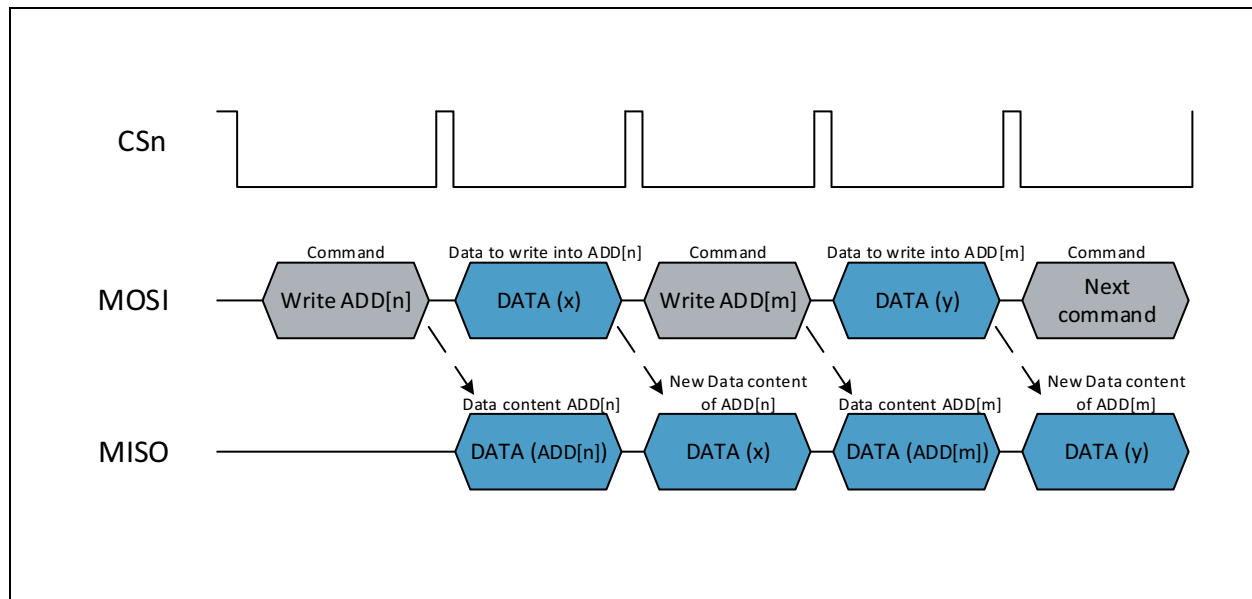 CSn
Command
Data to write into ADD[n]
Command
Data to write into ADD[m]
Command
MOSI
Write ADD[n]
DATA (x)
Write ADD[m]
DATA (y)
Next
command
Data content ADD[n]
New Data content
of ADD[n]
Data content ADD[m]
New Data content
of ADD[m]
MISO
DATA (ADD[n])
DATA (x)
DATA (ADD[m])
DATA (y)